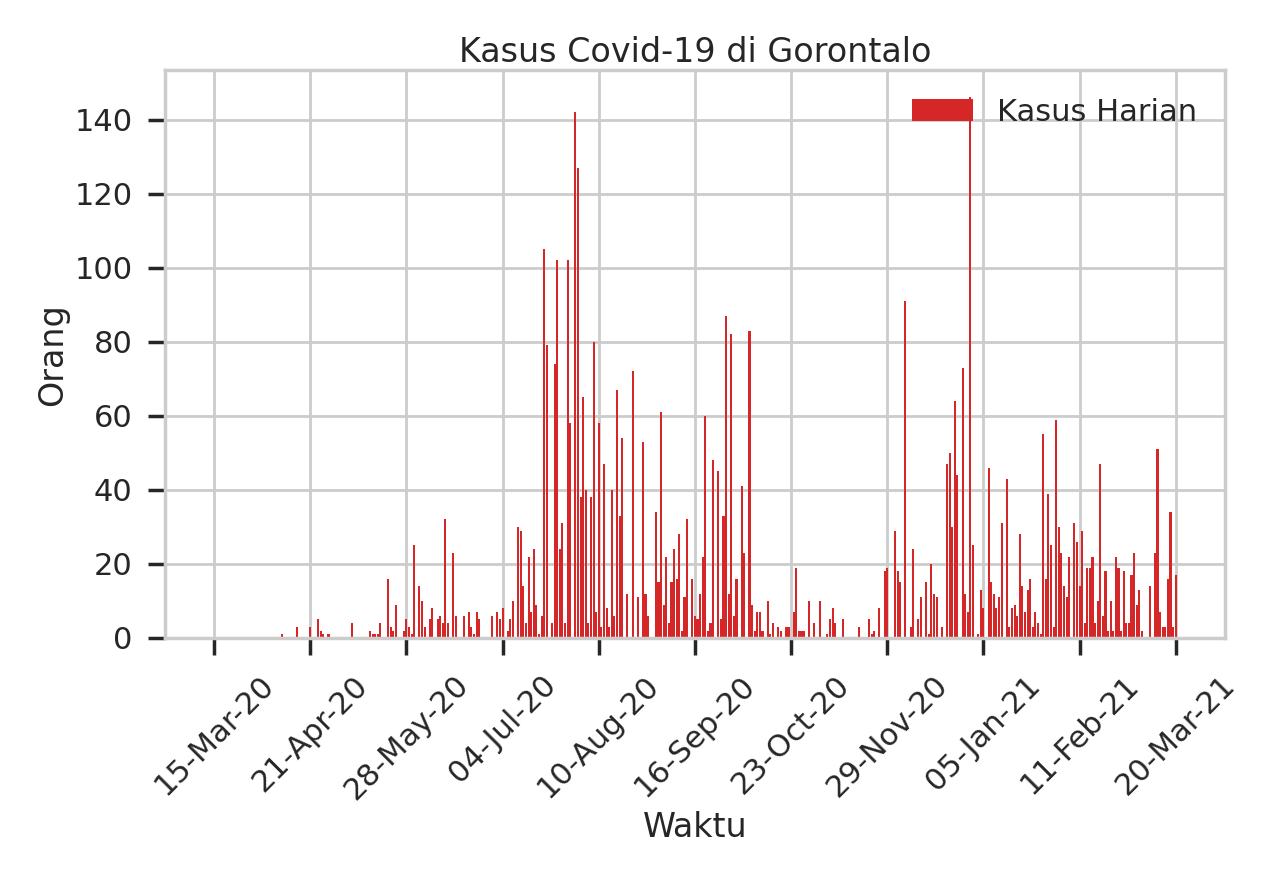 Kasus Covid-19 di Gorontalo
Kasus Harian
140
120
100
80
60
40
20
0
Orang
15-Mar-20
21-Apr-20
28-May-20
04-Jul-20
10-Aug-20
16-Sep-20
23-Oct-20
29-Nov-20
05-Jan-21
11-Feb-21
20-Mar-21
Waktu